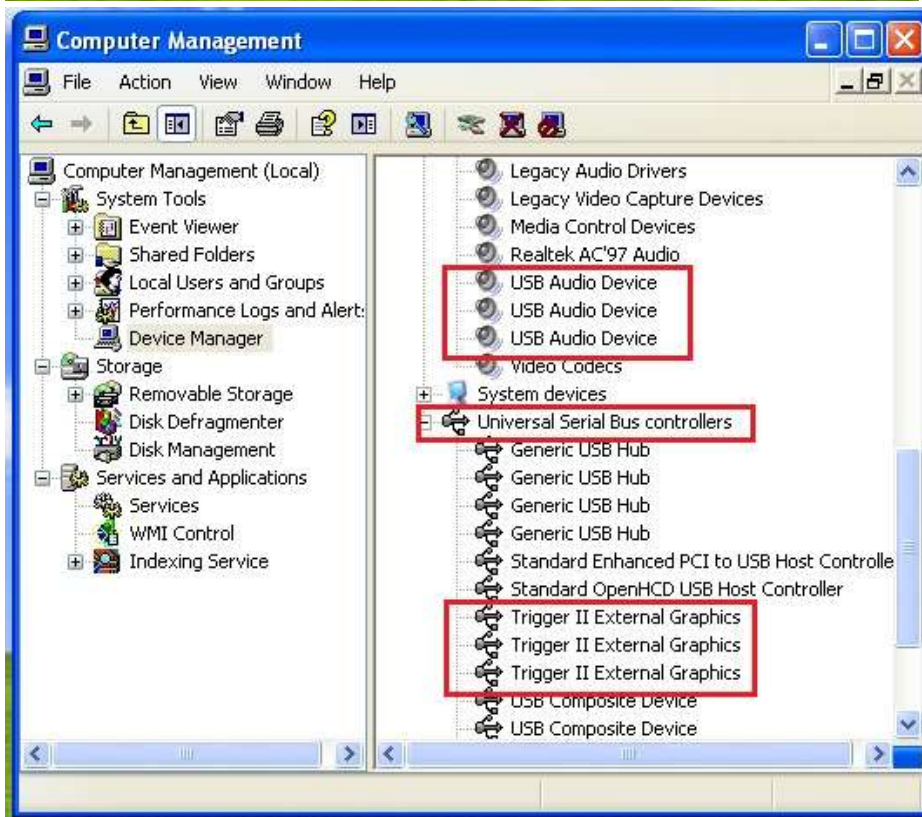 Computer Management
File Action View Window Help
Computer Management (Local)
System Tools
Event Viewer
Shared Folders
Local Users and Groups
Performance Logs and Alert:
Device Manager
Storage
Removable Storage
Disk Defragmenter
Disk Management
Services and Applications
Services
WMI Control
Indexing Service
Legacy Audio Drivers
Legacy Video Capture Devices
Media Control Devices
Realtek AC'97 Audio
USB Audio Device
USB Audio Device
USB Audio Device
Video Codecs
System devices
Universal Serial Bus controllers
Generic USB Hub
Generic USB Hub
Generic USB Hub
Generic USB Hub
Standard Enhanced PCI to USB Host Controlle
Standard OpenHCD USB Host Controller
Trigger II External Graphics
Trigger II External Graphics
Trigger II External Graphics
USB Composite Device
USB Composite Device